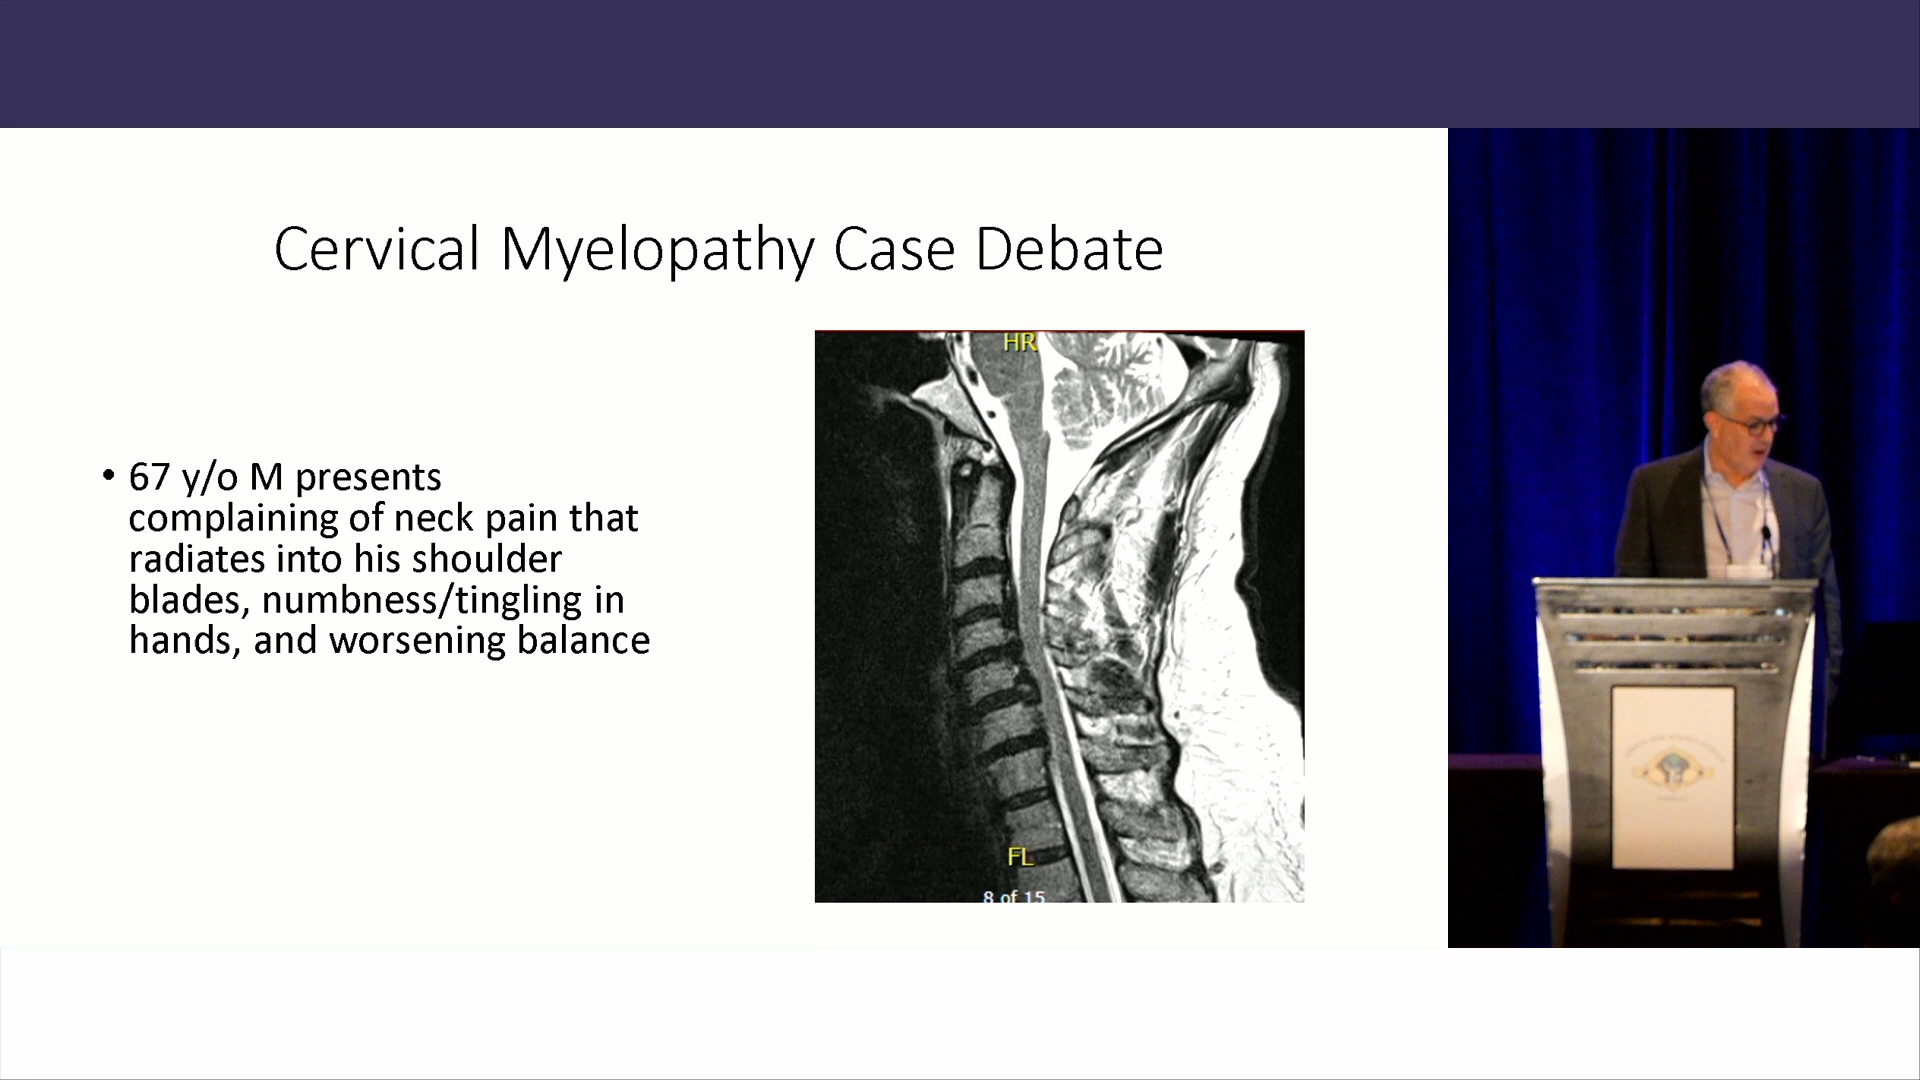 Cervical Myelopathy Case Debate
• 67 y/o M presents
complaining of neck pain that
radiates into his shoulder
blades, numbness/tingling in
hands, and worsening balance
HR
FL
8 of 15